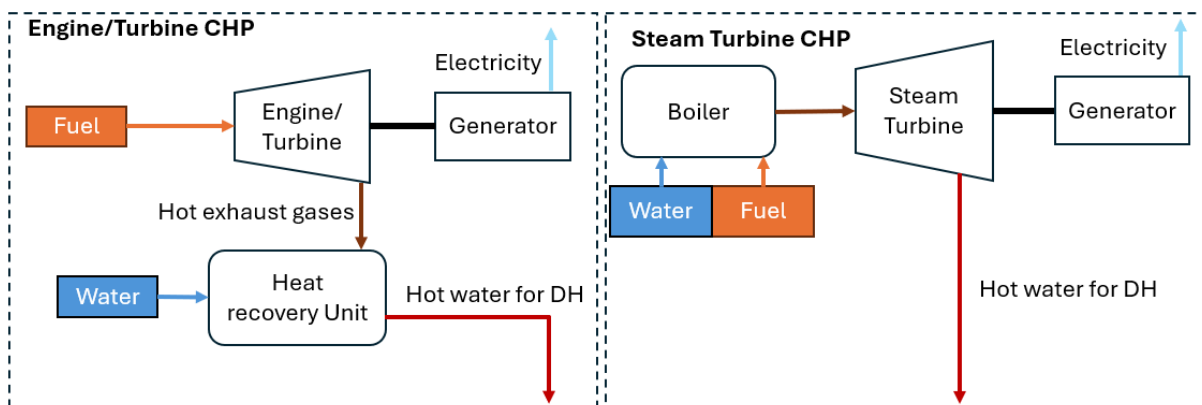 Engine/Turbine CHP
Electricity
Fuel
Engine/
Turbine
Generator
Hot exhaust gases
Water
Heat
recovery Unit
Hot water for DH
Steam Turbine CHP
Electricity
Boiler
Steam
Turbine
Generator
Water
Fuel
Hot water for DH